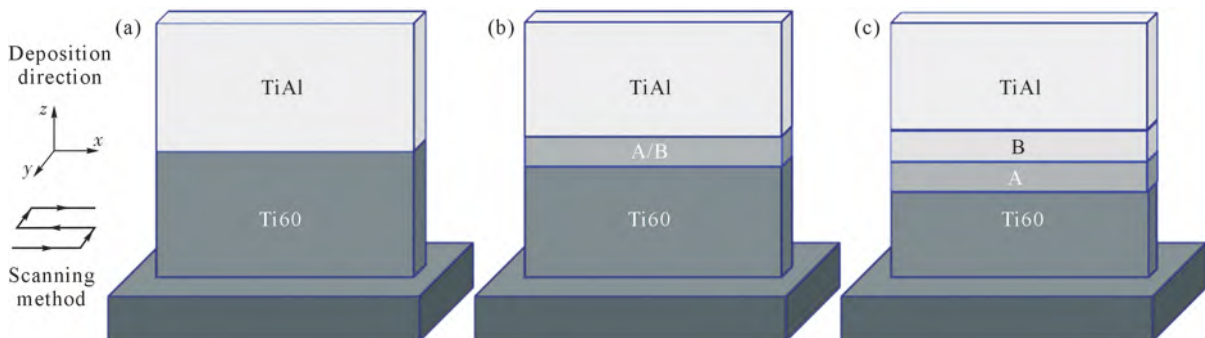 Deposition
direction
z
x
y
Scanning
method
(a)
TiAl
Ti60
(b)
TiAl
A/B
Ti60
(c)
TiAl
B
A
Ti60